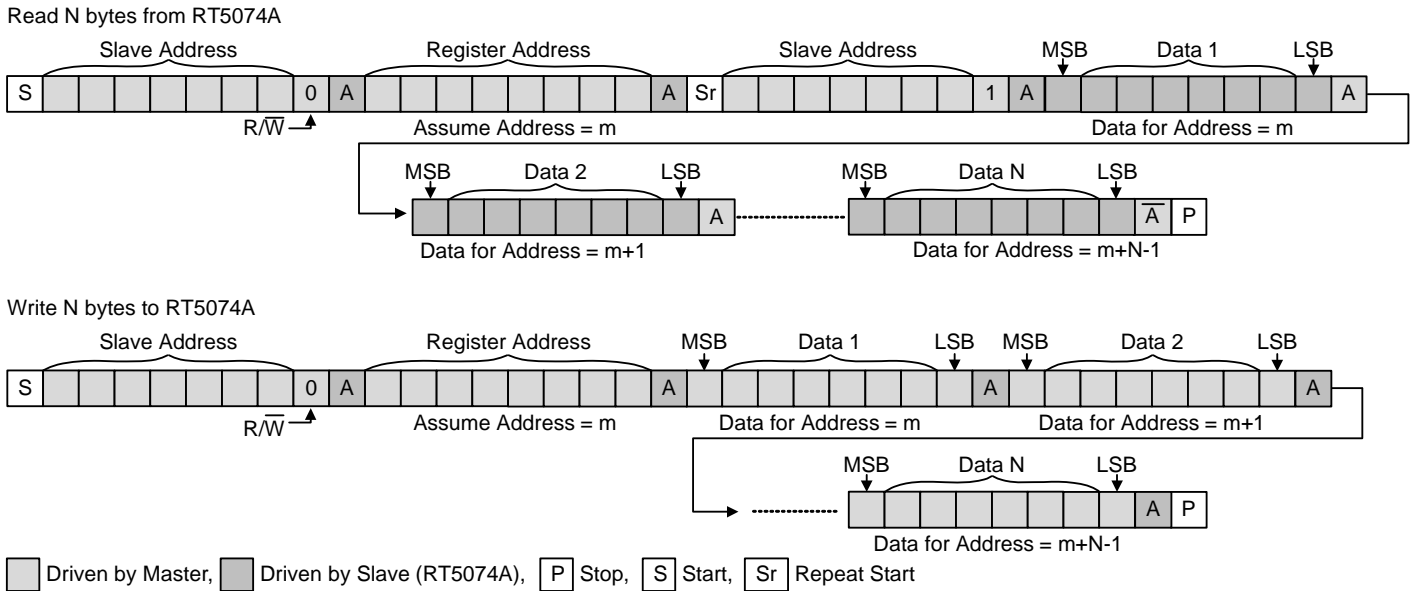 Read N bytes from RT5074A
Slave Address Register Address Slave Address MSB Data 1 LSB
S 0 A A Sr 1 A A
R/W̅ Assume Address = m Data for Address = m
MSB Data 2 LSB MSB Data N LSB
A A̅ P
Data for Address = m+1 Data for Address = m+N-1
Write N bytes to RT5074A
Slave Address Register Address MSB Data 1 LSB MSB Data 2 LSB
S 0 A A A A
R/W̅ Assume Address = m Data for Address = m Data for Address = m+1
MSB Data N LSB
A P
Data for Address = m+N-1
Driven by Master, Driven by Slave (RT5074A), P Stop, S Start, Sr Repeat Start